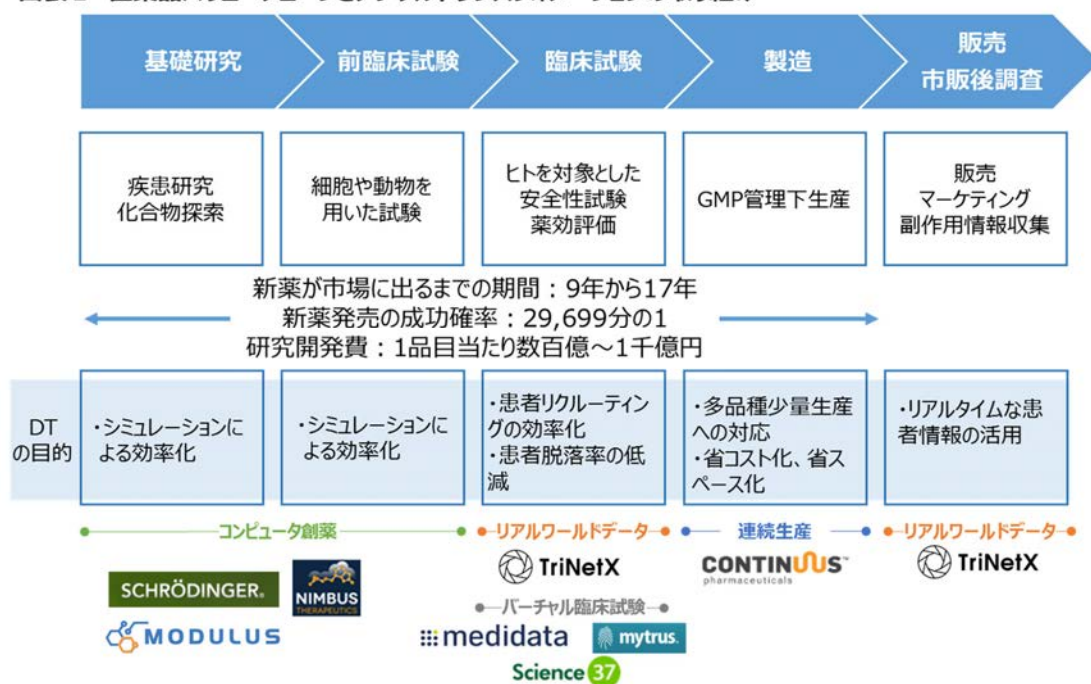 基礎研究
前臨床試験
臨床試験
製造
販売
市販後調査
疾患研究
化合物探索
細胞や動物を
用いた試験
ヒトを対象とした
安全性試験
薬効評価
GMP管理下生産
販売
マーケティング
副作用情報収集
新薬が市場に出るまでの期間：9年から17年
新薬発売の成功確率：29,699分の1
研究開発費：1品目当たり数百億～1千億円
DT
の目的
・シミュレーションに
よる効率化
・シミュレーションに
よる効率化
・患者リクルーティン
グの効率化
・患者脱落率の低
減
・多品種少量生産
への対応
・省コスト化、省ス
ペース化
・リアルタイムな患
者情報の活用
コンピュータ創薬
リアルワールドデータ
連続生産
リアルワールドデータ
SCHRÖDINGER®
NIMBUS
THERAPEUTICS
MODULUS
TriNetX
CONTINUUS™
pharmaceuticals
TriNetX
バーチャル臨床試験
medidata
mytrus.
Science 37